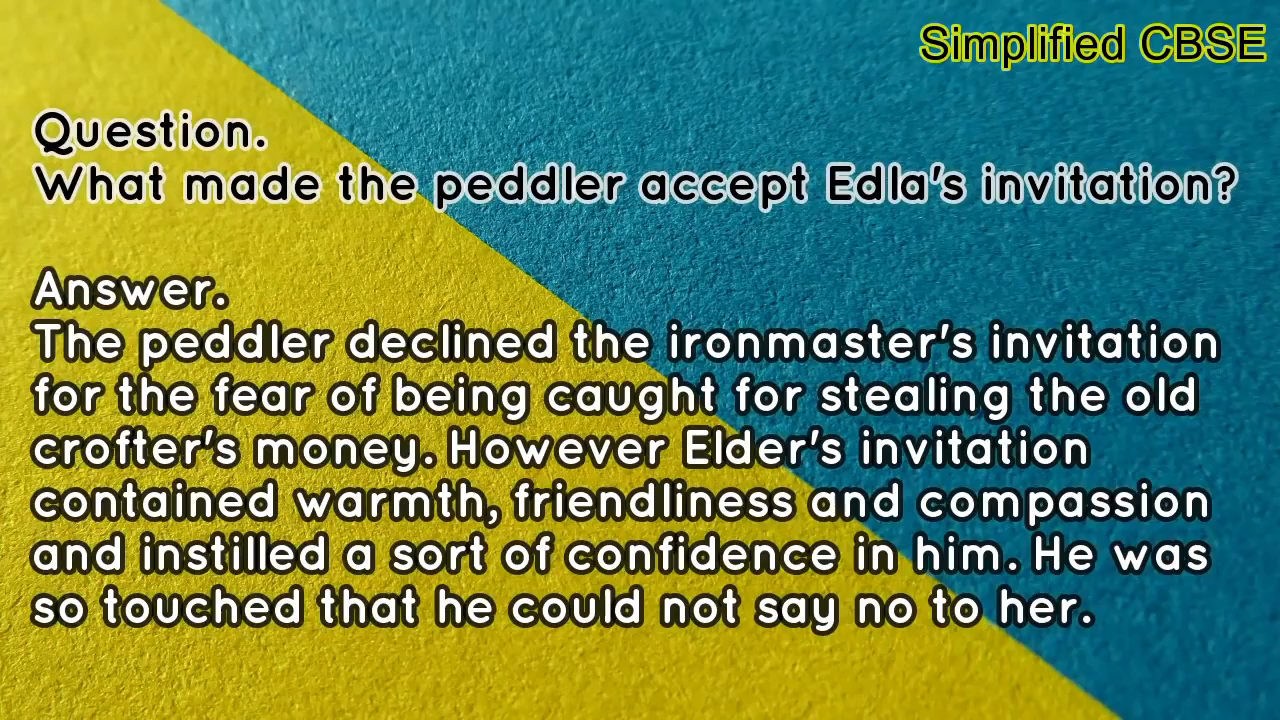 Simplified CBSE
Question.
What made the peddler accept Edla's invitation?
Answer.
The peddler declined the ironmaster's invitation
for the fear of being caught for stealing the old
crofter's money. However Elder's invitation
contained warmth, friendliness and compassion
and instilled a sort of confidence in him. He was
so touched that he could not say no to her.